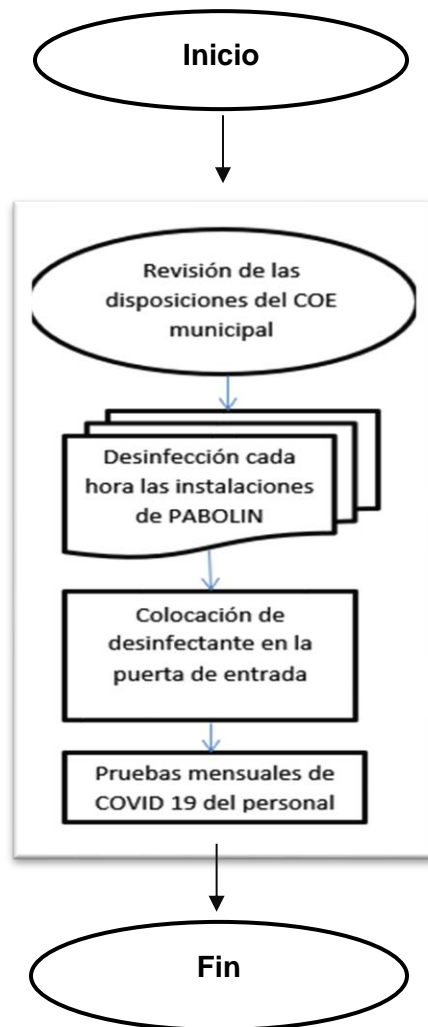 Inicio
Revisión de las
disposiciones del COE
municipal
Desinfección cada
hora las instalaciones
de PABOLIN
Colocación de
desinfectante en la
puerta de entrada
Pruebas mensuales de
COVID 19 del personal
Fin